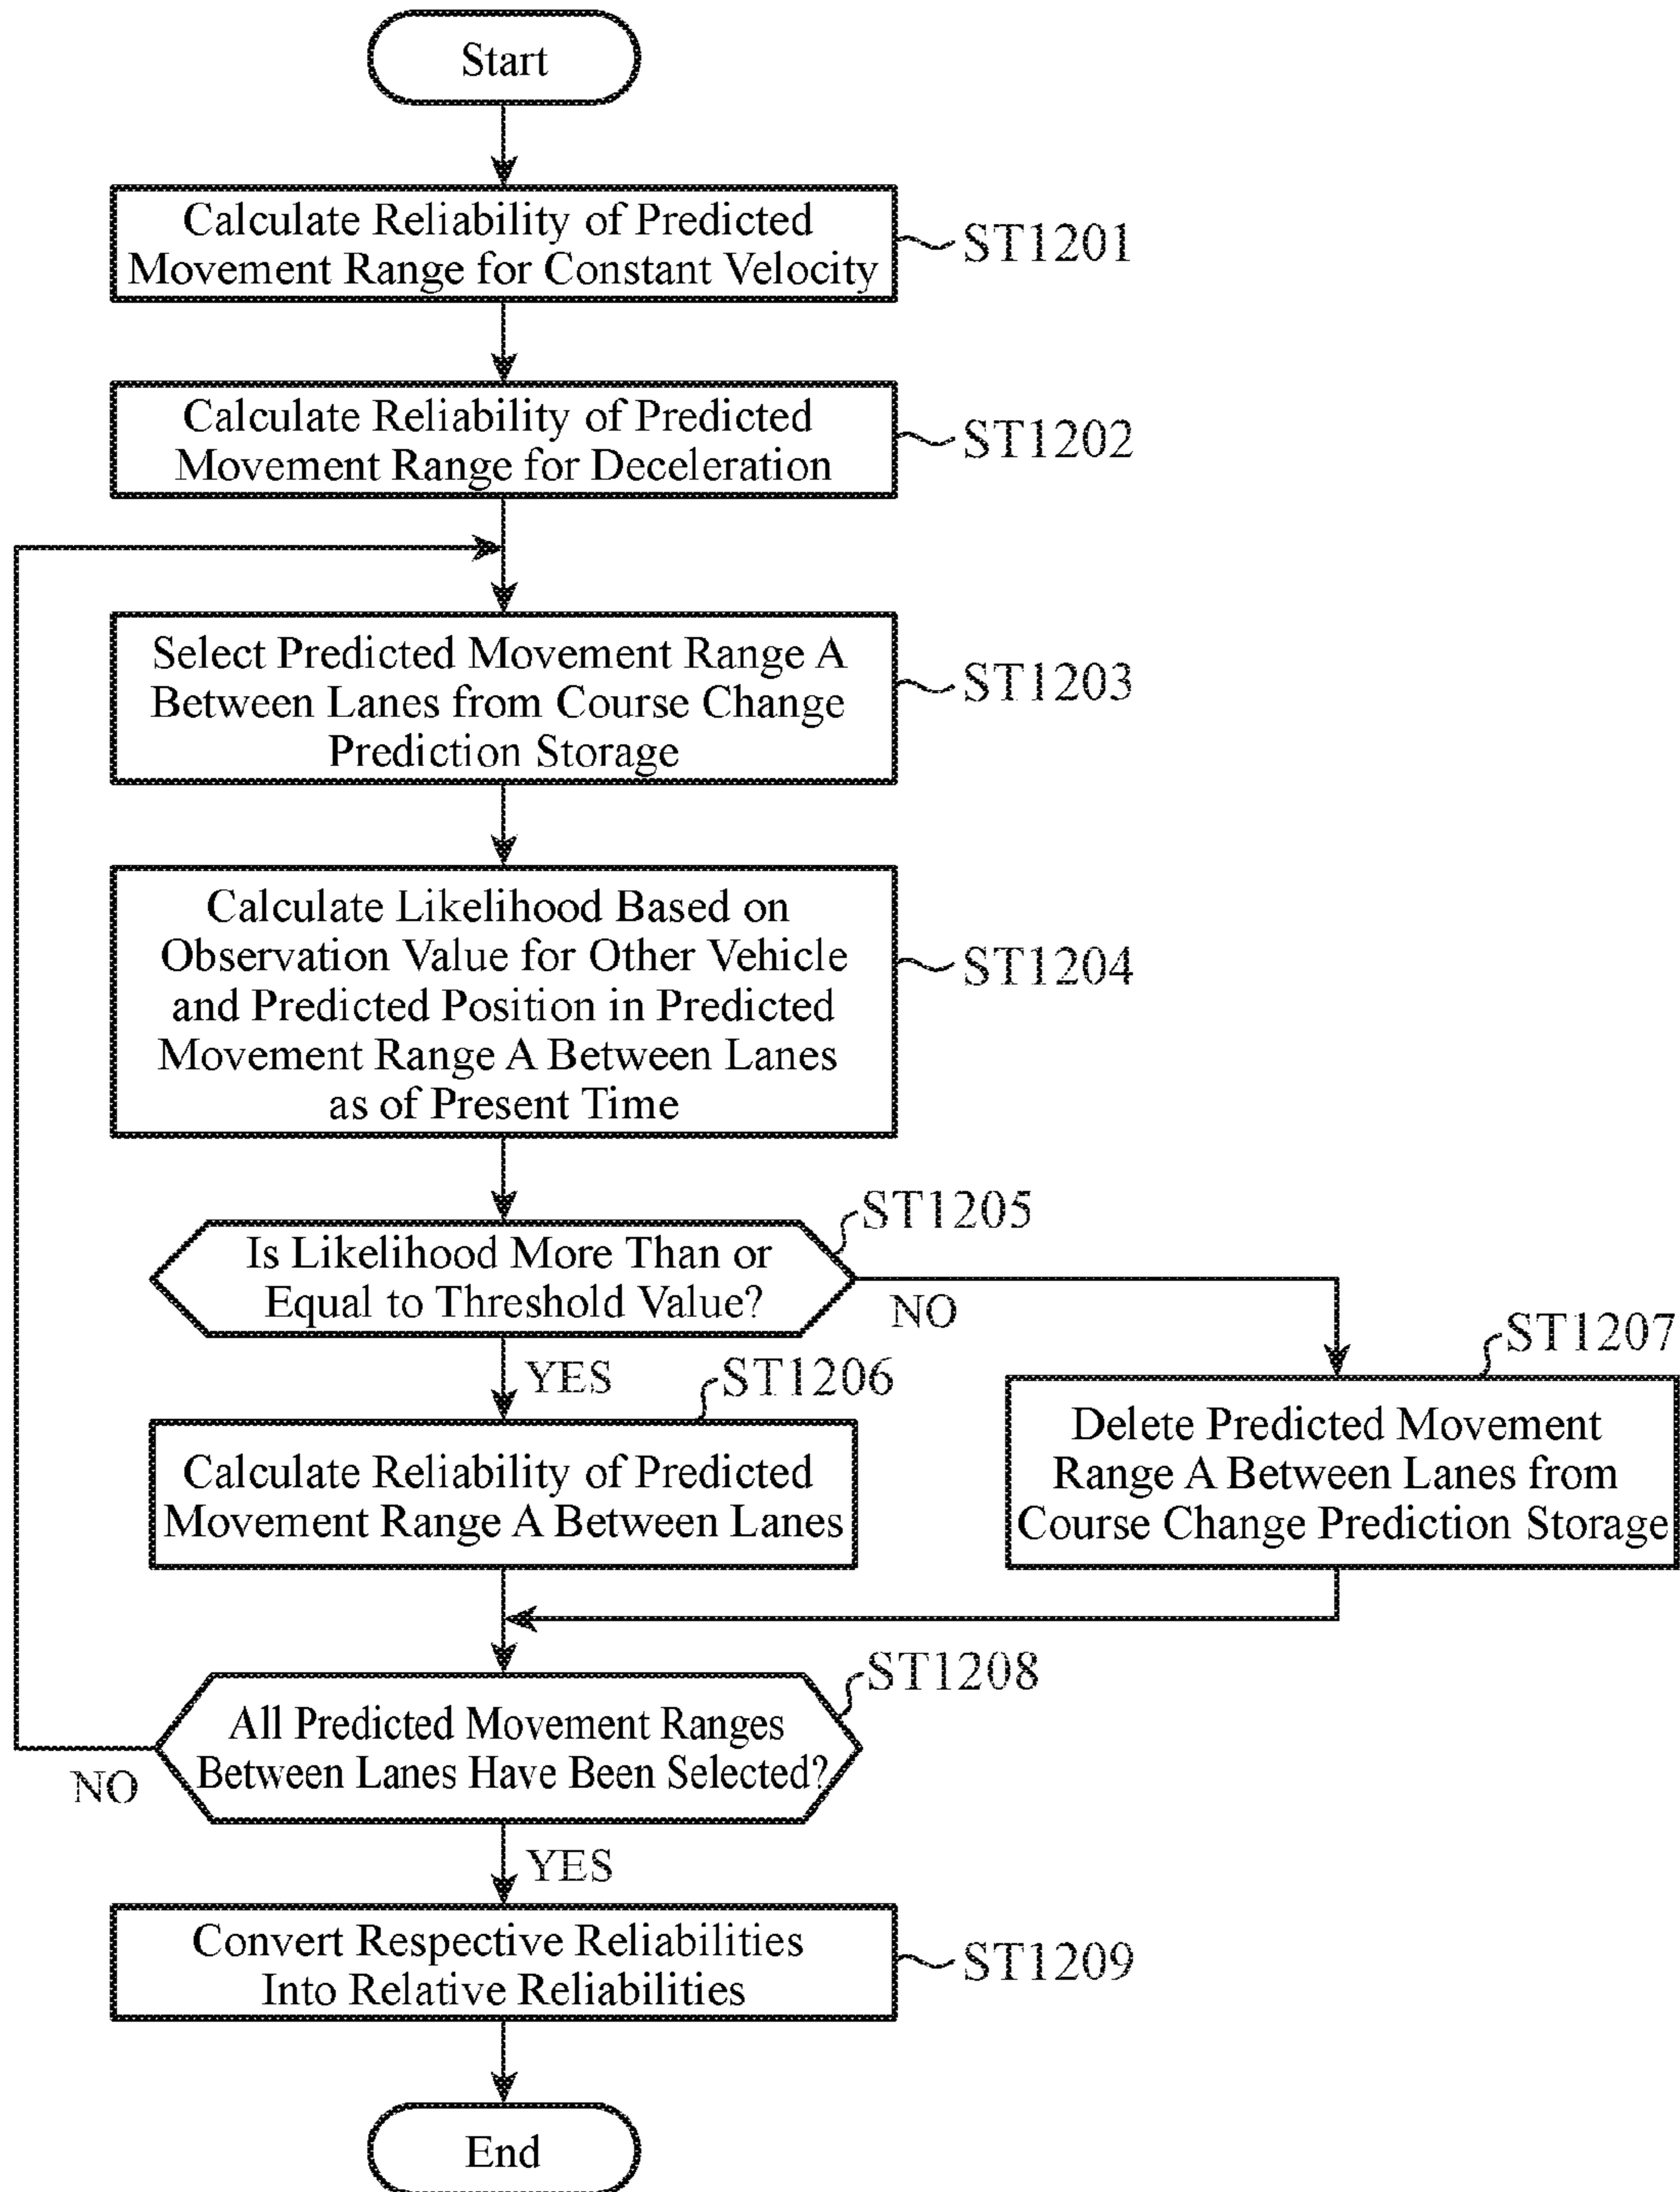 Start
Calculate Reliability of Predicted
Movement Range for Constant Velocity
ST1201
Calculate Reliability of Predicted
Movement Range for Deceleration
ST1202
Select Predicted Movement Range A
Between Lanes from Course Change
Prediction Storage
ST1203
Calculate Likelihood Based on
Observation Value for Other Vehicle
and Predicted Position in Predicted
Movement Range A Between Lanes
as of Present Time
ST1204
ST1205
Is Likelihood More Than or
Equal to Threshold Value?
NO
YES
ST1206
ST1207
Calculate Reliability of Predicted
Movement Range A Between Lanes
Delete Predicted Movement
Range A Between Lanes from
Course Change Prediction Storage
ST1208
All Predicted Movement Ranges
Between Lanes Have Been Selected?
NO
YES
Convert Respective Reliabilities
Into Relative Reliabilities
ST1209
End